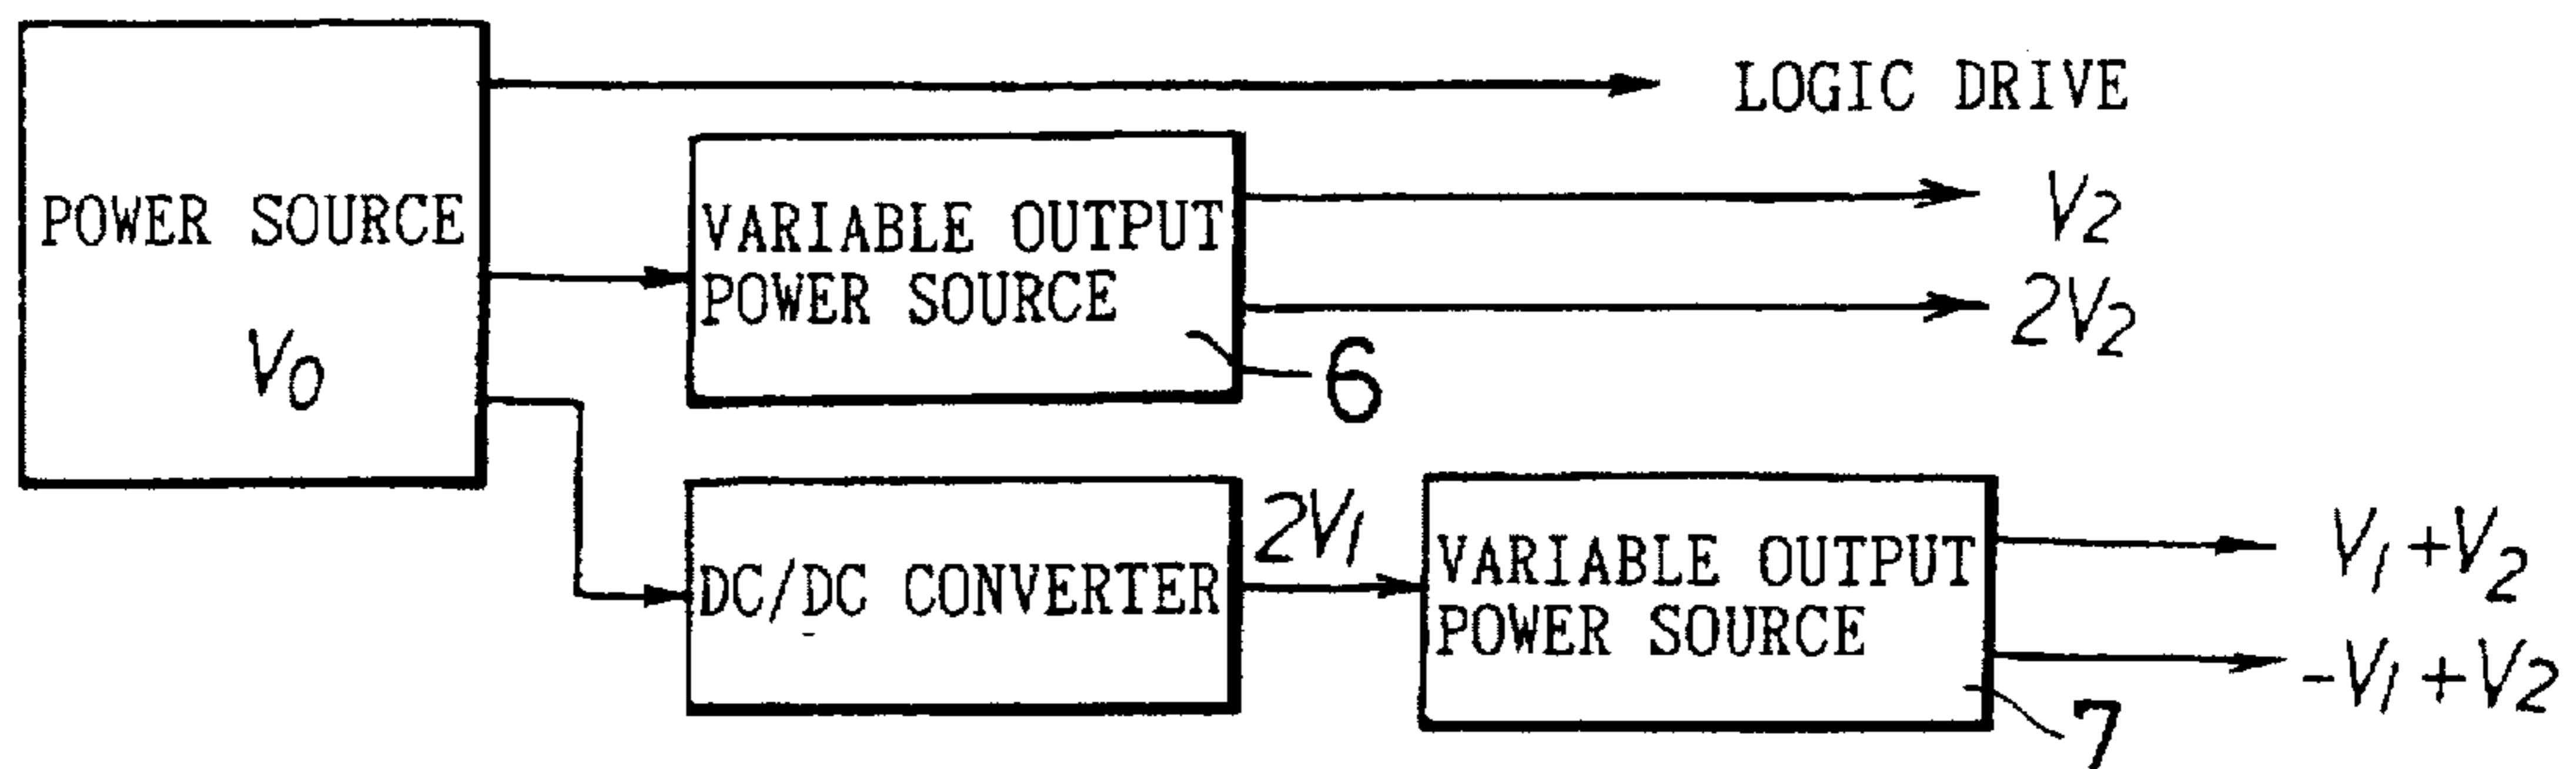 LOGIC DRIVE
POWER SOURCE
V0
VARIABLE OUTPUT
POWER SOURCE
6
V2
2V2
DC/DC CONVERTER
2V1
VARIABLE OUTPUT
POWER SOURCE
7
V1+V2
-V1+V2